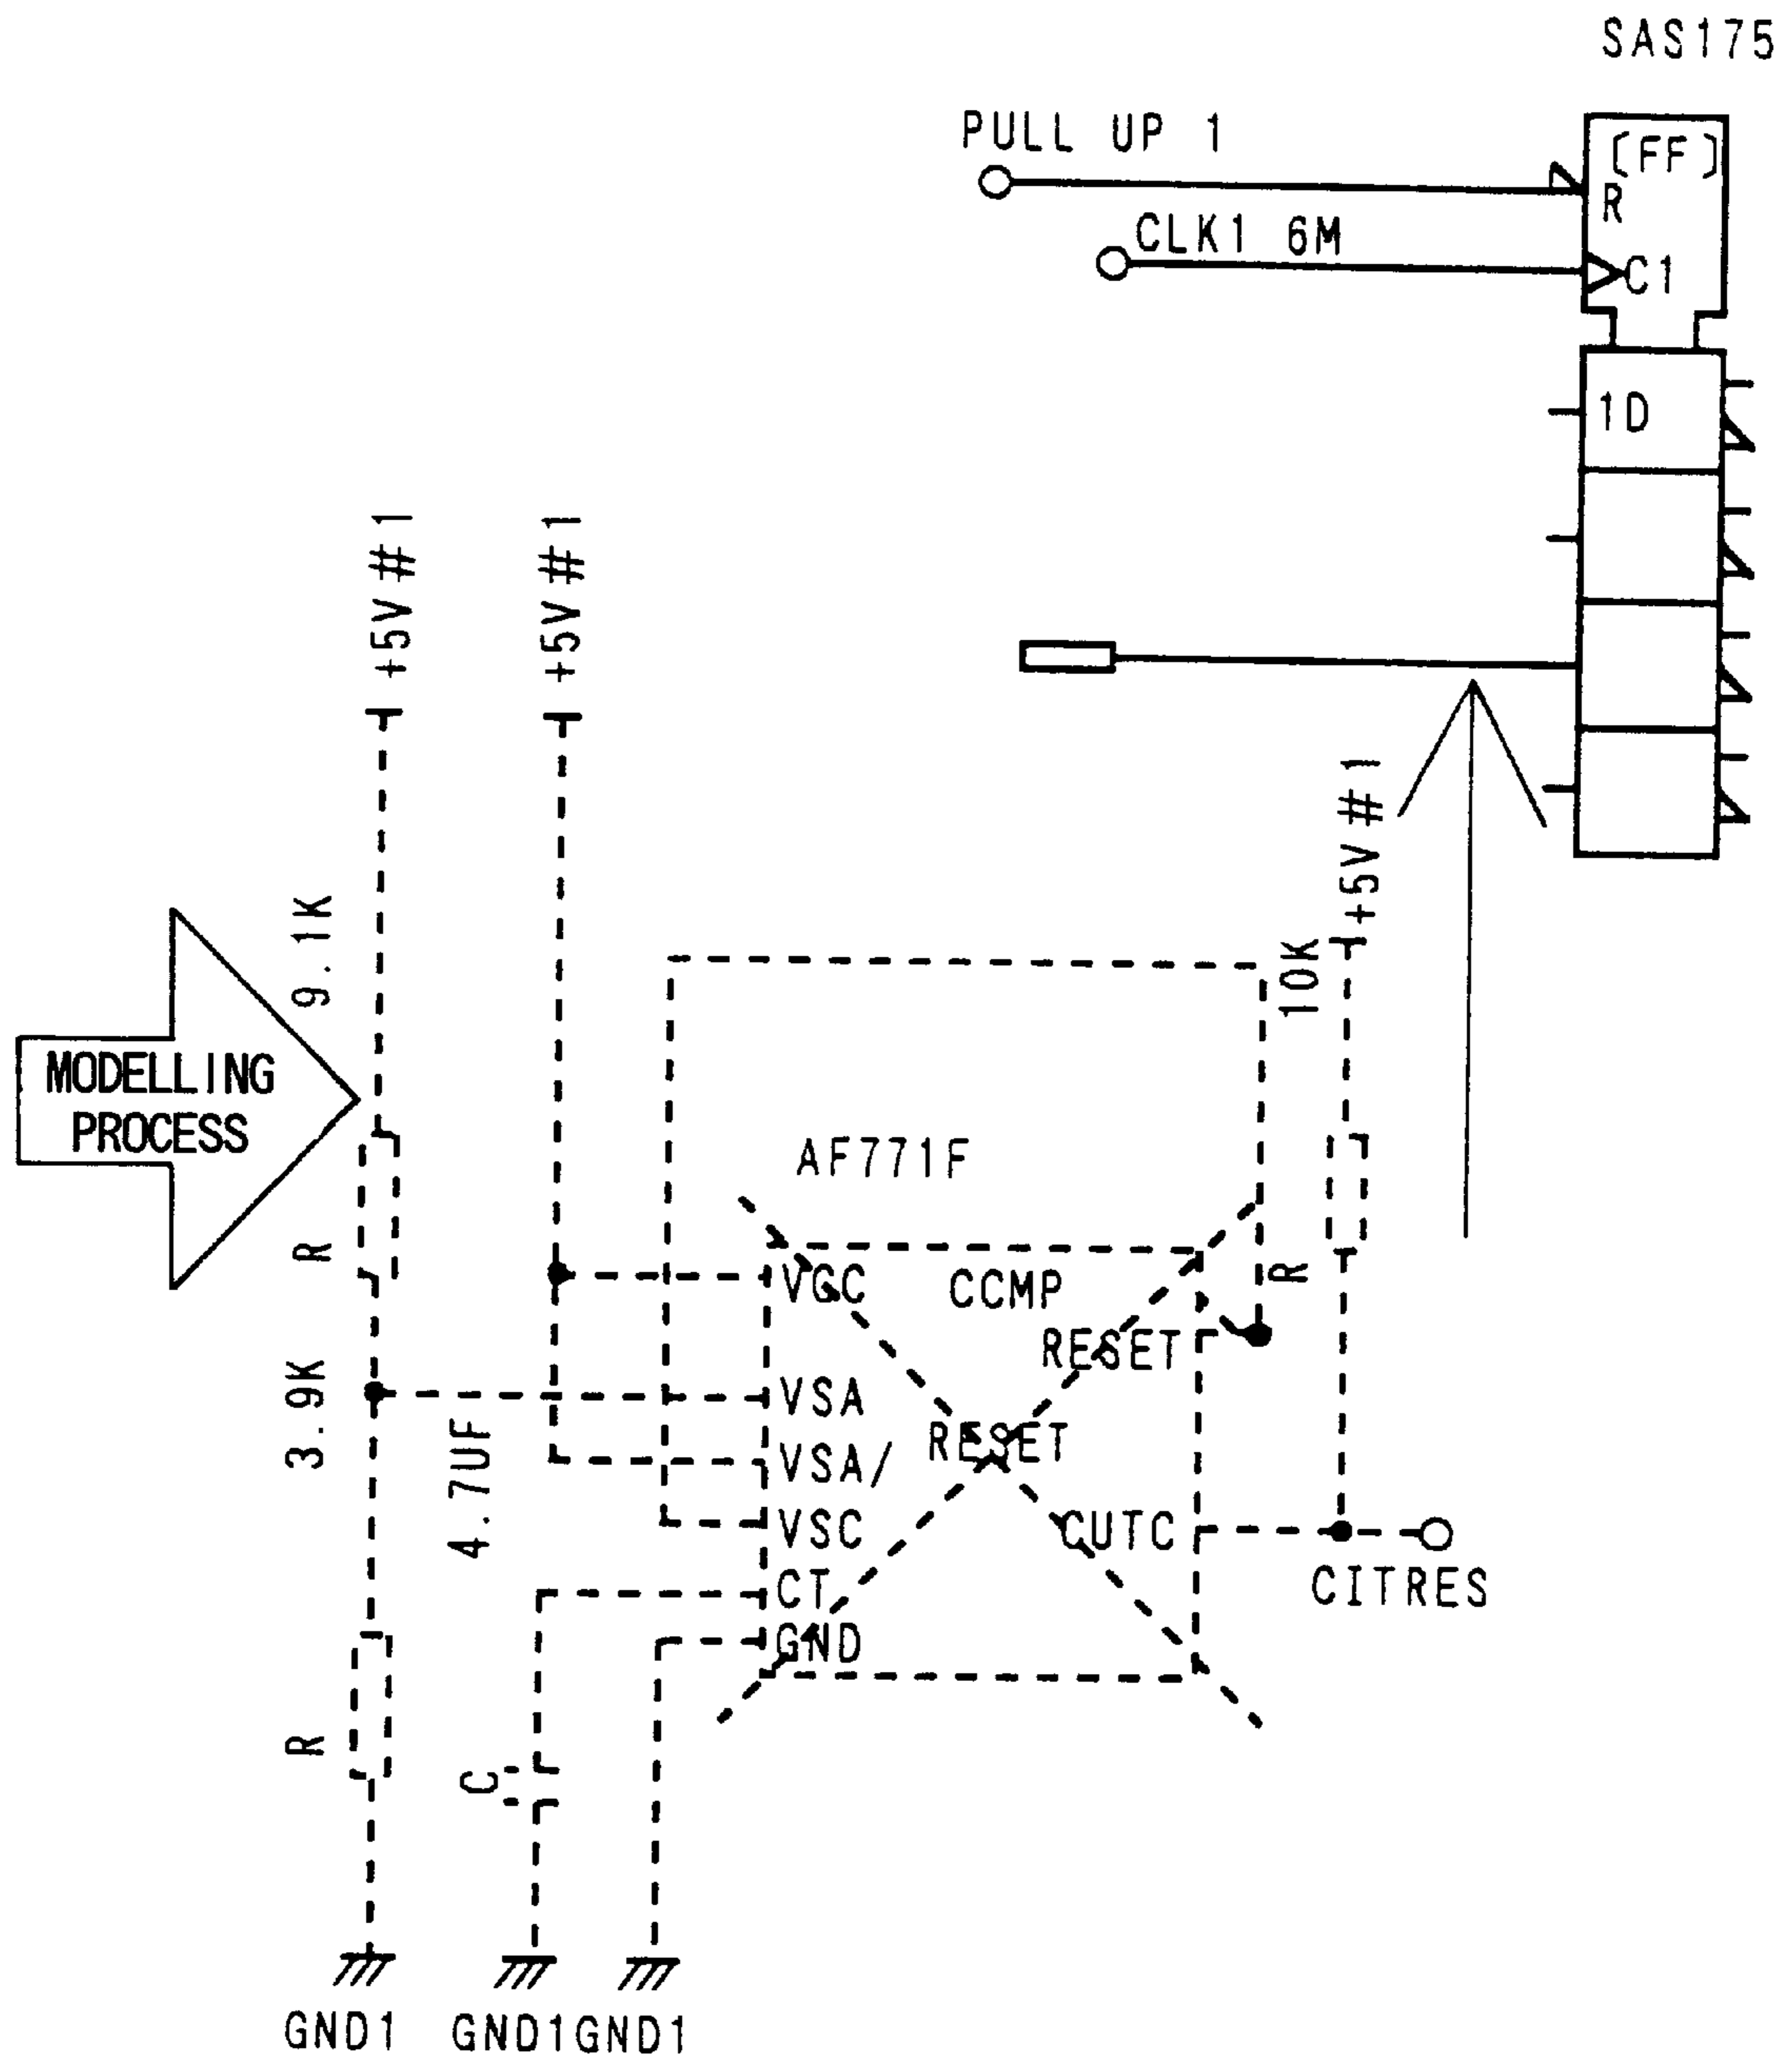 SAS175
PULL UP 1
(FF)
R
CLK1 6M
C1
1D
+5V#1
+5V#1
+5V#1
9.1K
10K
MODELLING
PROCESS
AF771F
R
VGC
CCMP
R
RESET
3.9K
VSA
4.7UF
VSA/
RESET
VSC
CUTC
CT
CITRES
GND
R
C
GND1
GND1
GND1